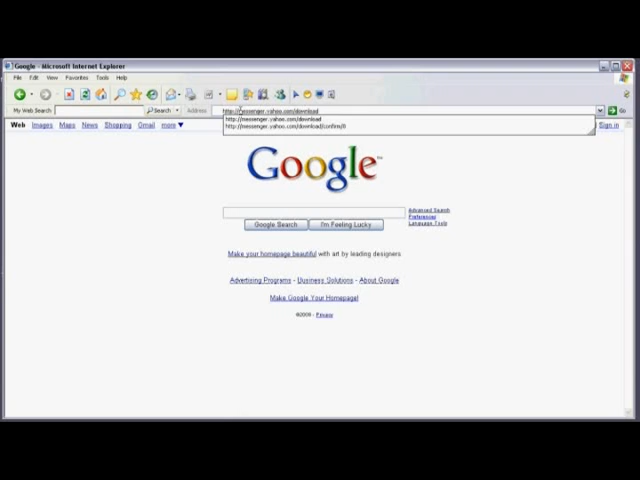 Google - Microsoft Internet Explorer
File Edit View Favorites Tools Help
My Web Search Search Address http://messenger.yahoo.com/download Go
http://messenger.yahoo.com/download
http://messenger.yahoo.com/download/confirm/8
Web Images Maps News Shopping Gmail more ▼ Sign in
Google™
Advanced Search
Preferences
Language Tools
Google Search I'm Feeling Lucky
Make your homepage beautiful with art by leading designers
Advertising Programs - Business Solutions - About Google
Make Google Your Homepage!
©2008 - Privacy